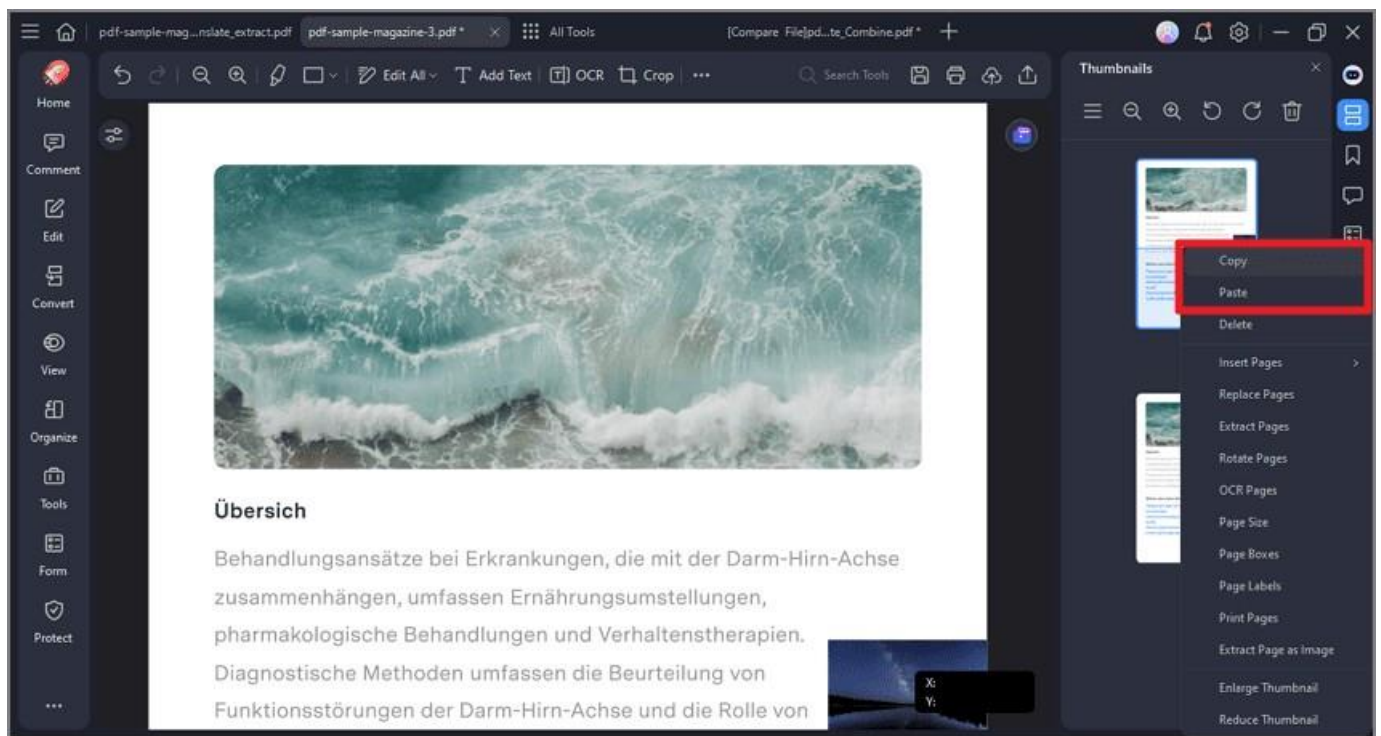 pdf-sample-mag...nslate_extract.pdf
pdf-sample-magazine-3.pdf *
All Tools
[Compare File]pd...te_Combine.pdf *
Edit All
Add Text
OCR
Crop
Search Tools
Thumbnails
Home
Comment
Edit
Convert
View
Organize
Tools
Form
Protect
Übersich
Behandlungsansätze bei Erkrankungen, die mit der Darm-Hirn-Achse
zusammenhängen, umfassen Ernährungsumstellungen,
pharmakologische Behandlungen und Verhaltenstherapien.
Diagnostische Methoden umfassen die Beurteilung von
Funktionsstörungen der Darm-Hirn-Achse und die Rolle von
X:
Y:
Copy
Paste
Delete
Insert Pages
Replace Pages
Extract Pages
Rotate Pages
OCR Pages
Page Size
Page Boxes
Page Labels
Print Pages
Extract Page as Image
Enlarge Thumbnail
Reduce Thumbnail